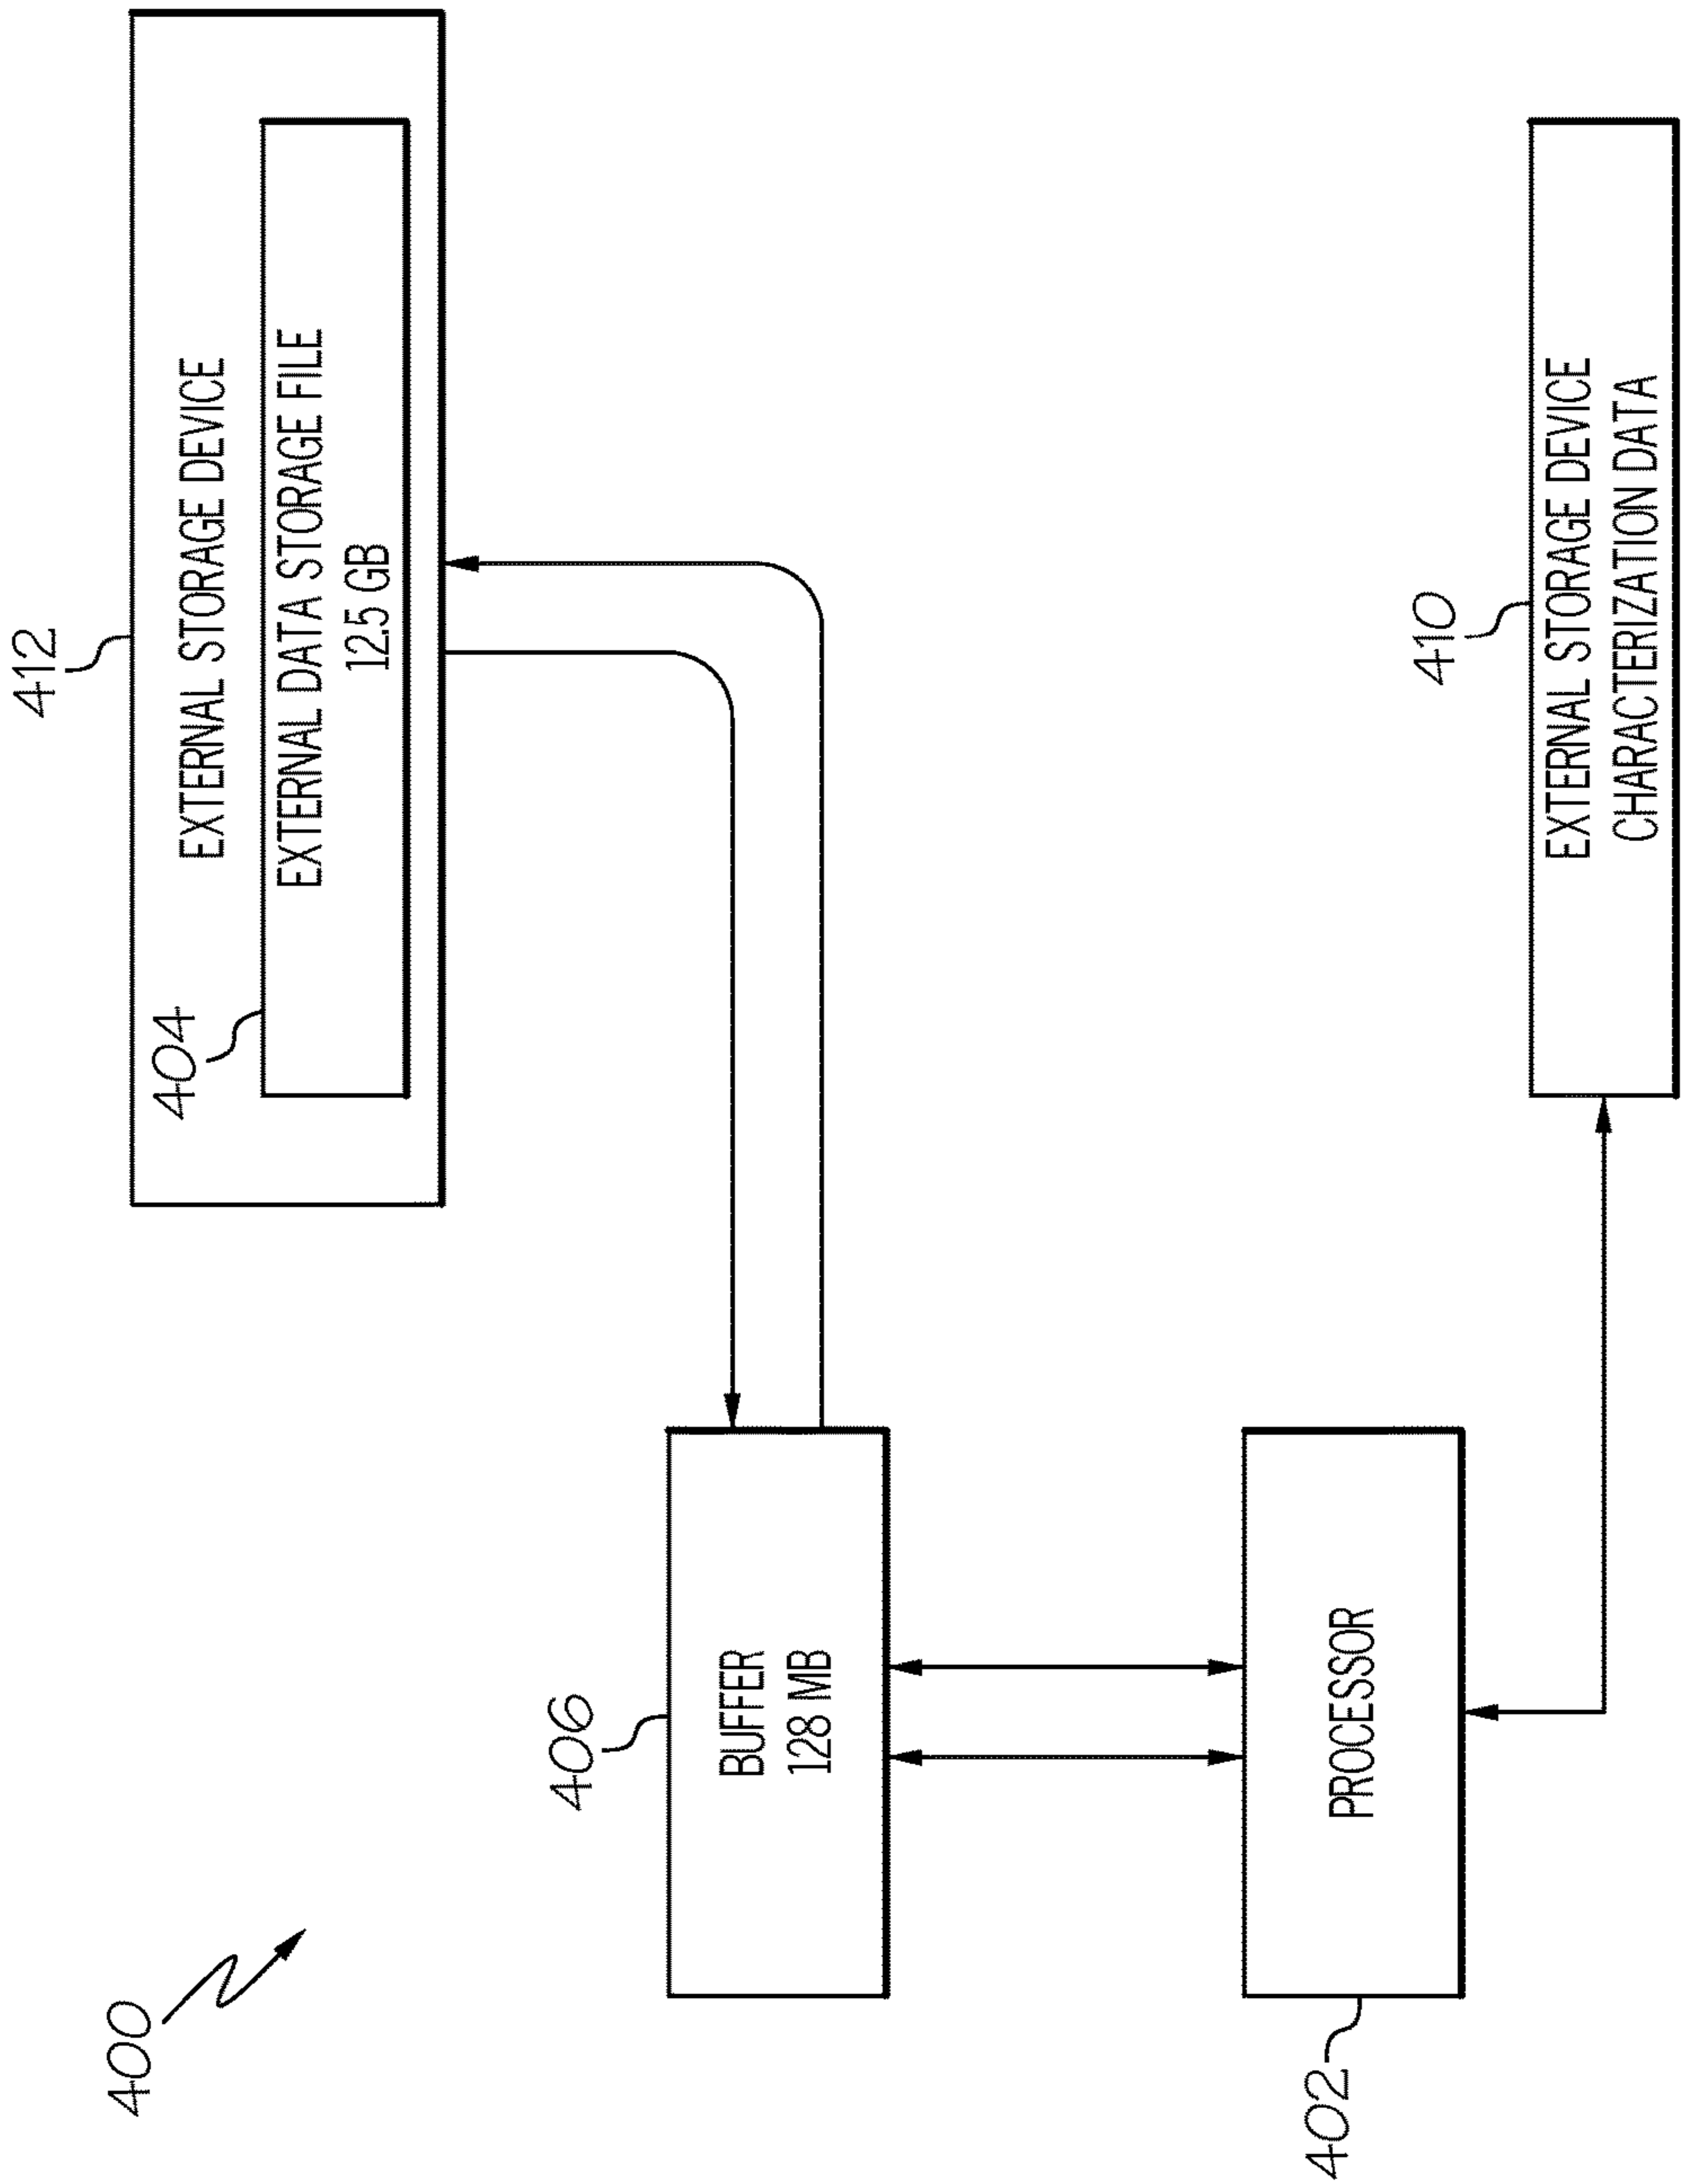 400
412
EXTERNAL STORAGE DEVICE
404
EXTERNAL DATA STORAGE FILE
12.5 GB
406
BUFFER
128 MB
402
PROCESSOR
410
EXTERNAL STORAGE DEVICE
CHARACTERIZATION DATA